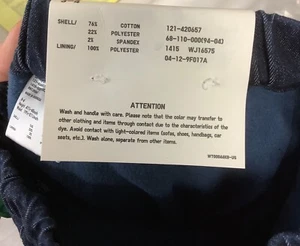 SHELL/ 76% COTTON 121-420657
22% POLYESTER 68-110-000(94-04)
2% SPANDEX 1415 WJ16575
LINING/ 100% POLYESTER 04-12-9F017A
ATTENTION
Wash and handle with care. Please note that the color may transfer to
other clothing and items through contact due to the characteristics of the
dye. Avoid contact with light-colored items (sofas, shoes, handbags, car
seats, etc.). Wash alone, separate from other items.